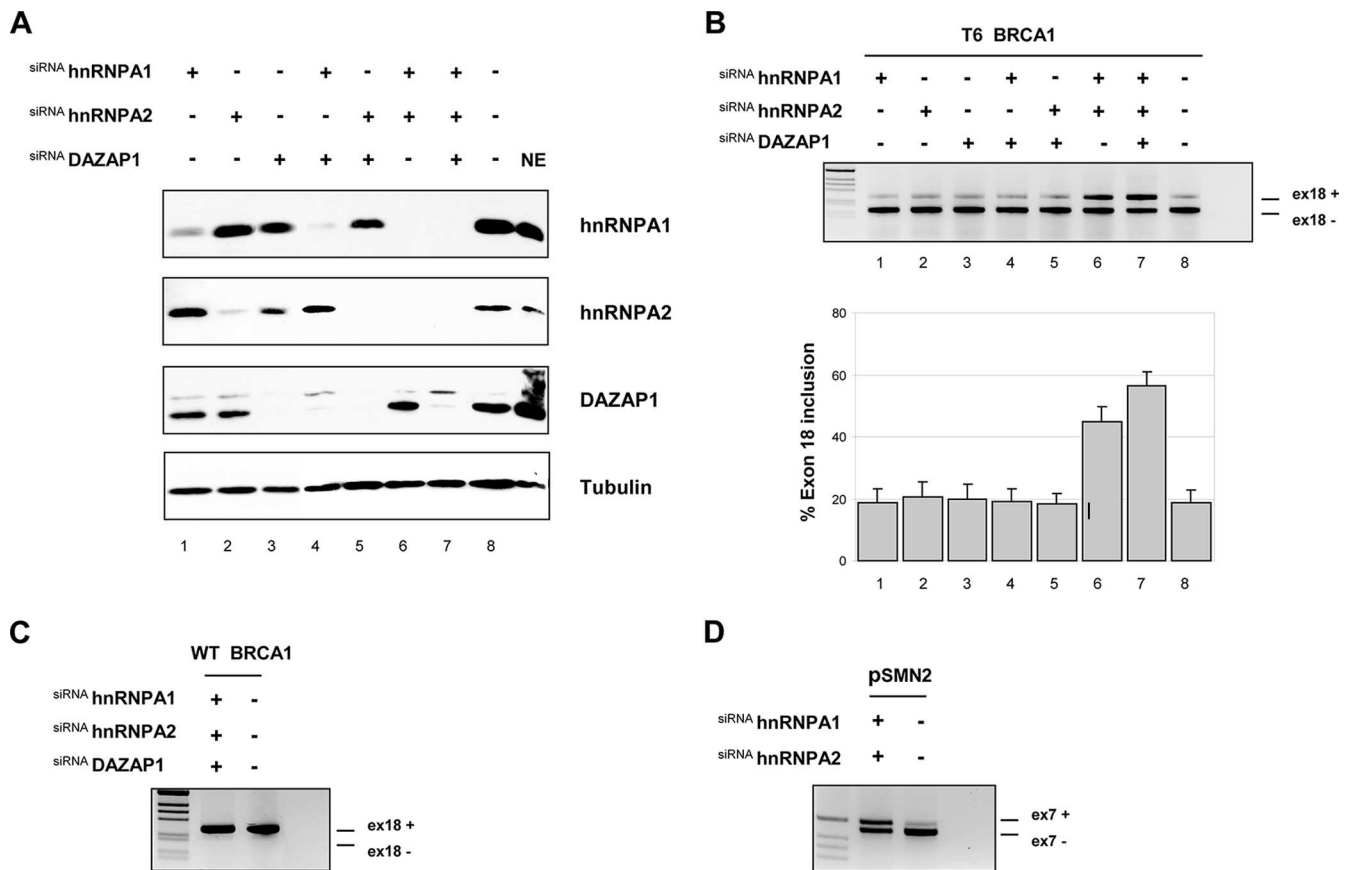 A
siRNA hnRNPA1 + - - + - + + -
siRNA hnRNPA2 - + - - + + + -
siRNA DAZAP1 - - + + + - + - NE
hnRNPA1
hnRNPA2
DAZAP1
Tubulin
1 2 3 4 5 6 7 8
B
T6 BRCA1
siRNA hnRNPA1 + - - + - + + -
siRNA hnRNPA2 - + - - + + + -
siRNA DAZAP1 - - + + + - + -
ex18 +
ex18 -
1 2 3 4 5 6 7 8
% Exon 18 inclusion
80
60
40
20
0
1 2 3 4 5 6 7 8
C
WT BRCA1
siRNA hnRNPA1 + -
siRNA hnRNPA2 + -
siRNA DAZAP1 + -
ex18 +
ex18 -
D
pSMN2
siRNA hnRNPA1 + -
siRNA hnRNPA2 + -
ex7 +
ex7 -